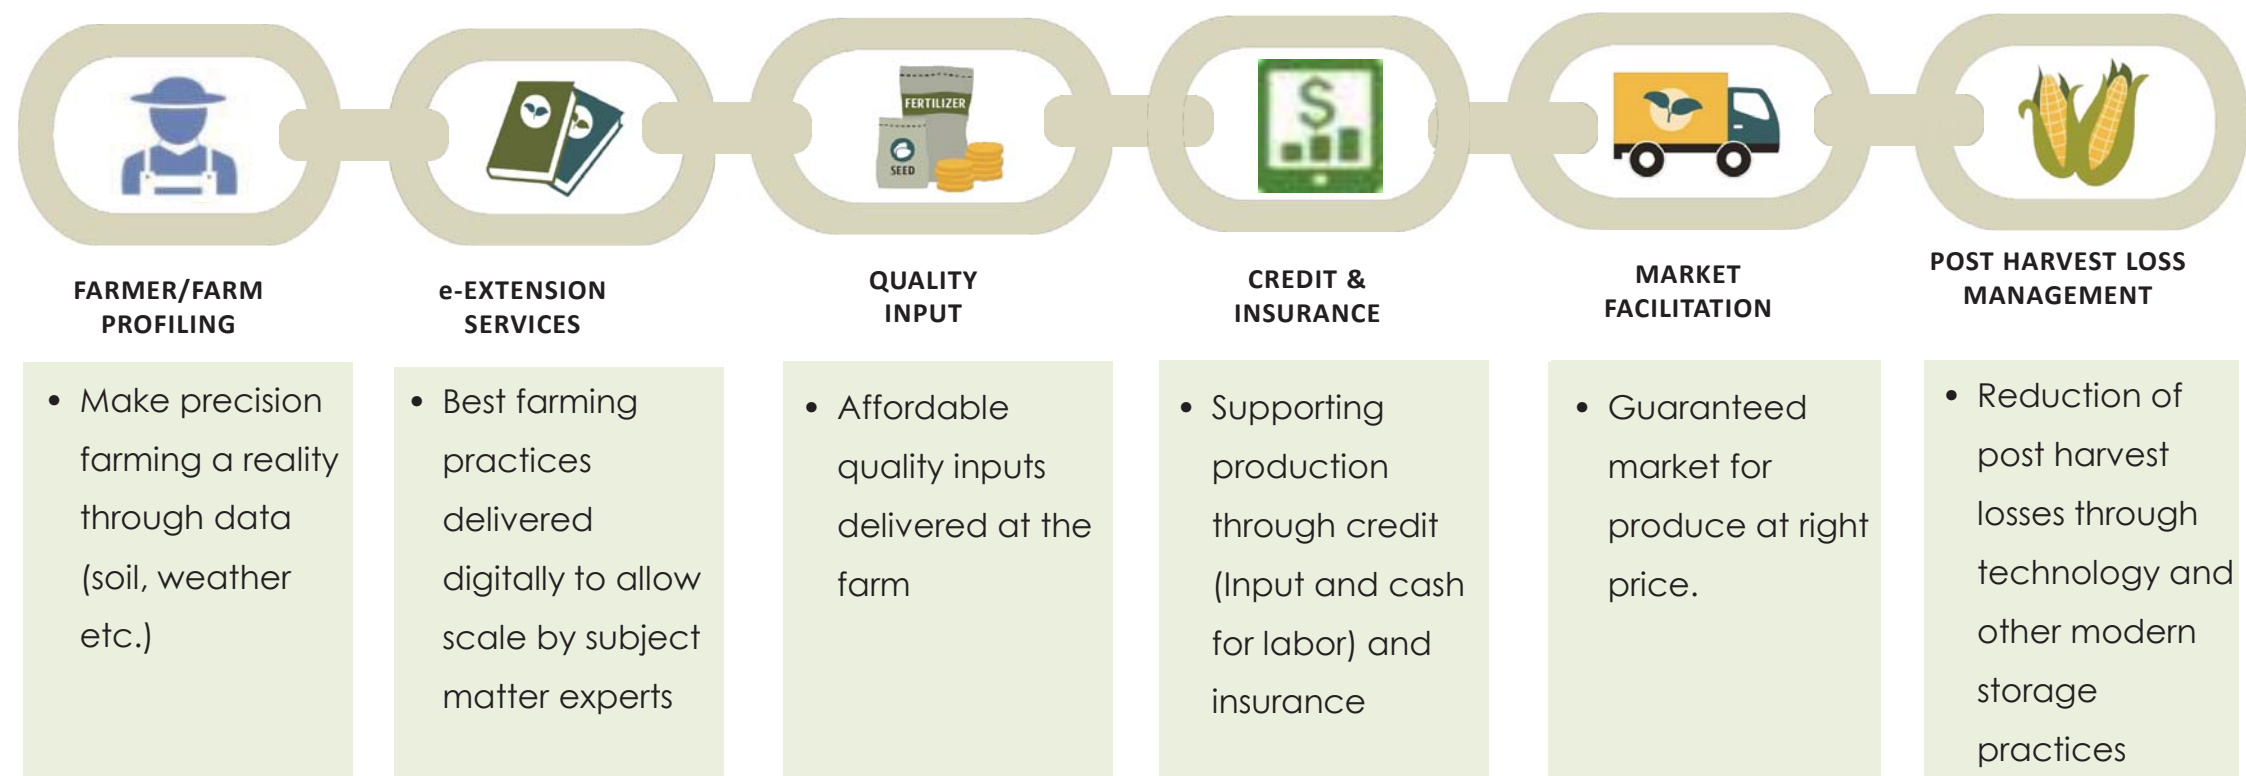 FERTILIZER
SEED
$
FARMER/FARM
PROFILING
e-EXTENSION
SERVICES
QUALITY
INPUT
CREDIT &
INSURANCE
MARKET
FACILITATION
POST HARVEST LOSS
MANAGEMENT
• Make precision
farming a reality
through data
(soil, weather
etc.)
• Best farming
practices
delivered
digitally to allow
scale by subject
matter experts
• Affordable
quality inputs
delivered at the
farm
• Supporting
production
through credit
(Input and cash
for labor) and
insurance
• Guaranteed
market for
produce at right
price.
• Reduction of
post harvest
losses through
technology and
other modern
storage
practices